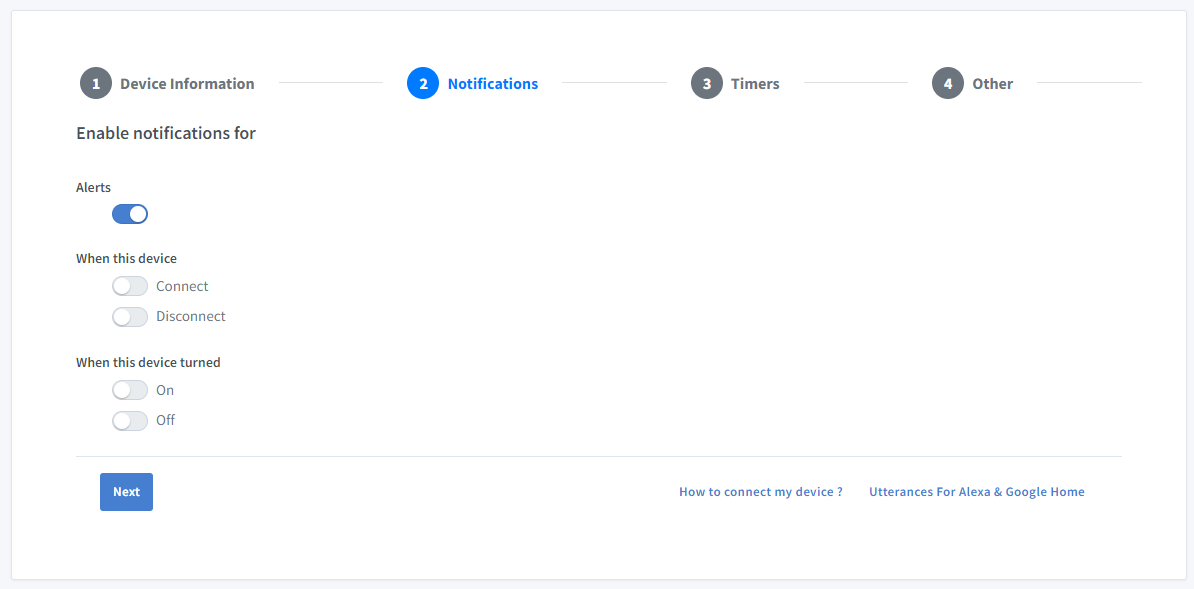 1 Device Information 2 Notifications 3 Timers 4 Other
Enable notifications for
Alerts
When this device
Connect
Disconnect
When this device turned
On
Off
Next How to connect my device ? Utterances For Alexa & Google Home